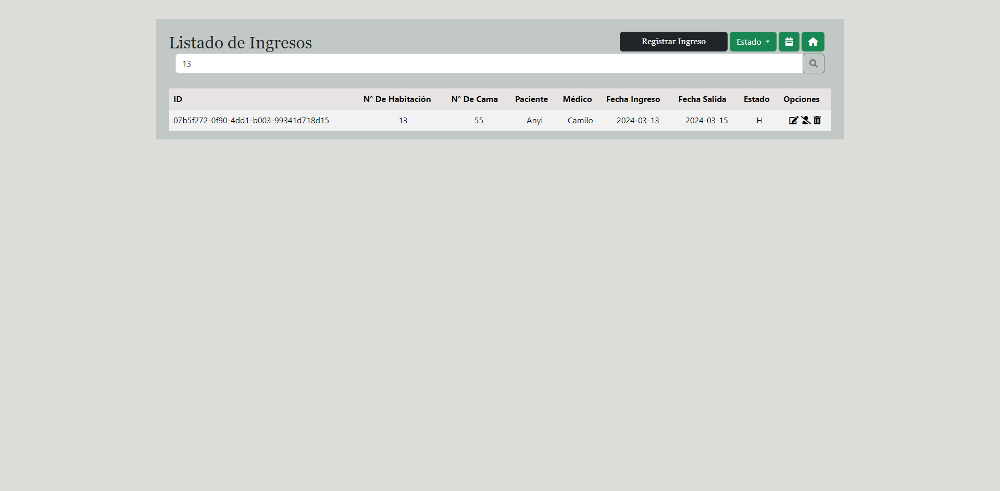 Listado de Ingresos
Registrar Ingreso
Estado
13
ID N° De Habitación N° De Cama Paciente Médico Fecha Ingreso Fecha Salida Estado Opciones
07b5f272-0f90-4dd1-b003-99341d718d15 13 55 Anyi Camilo 2024-03-13 2024-03-15 H